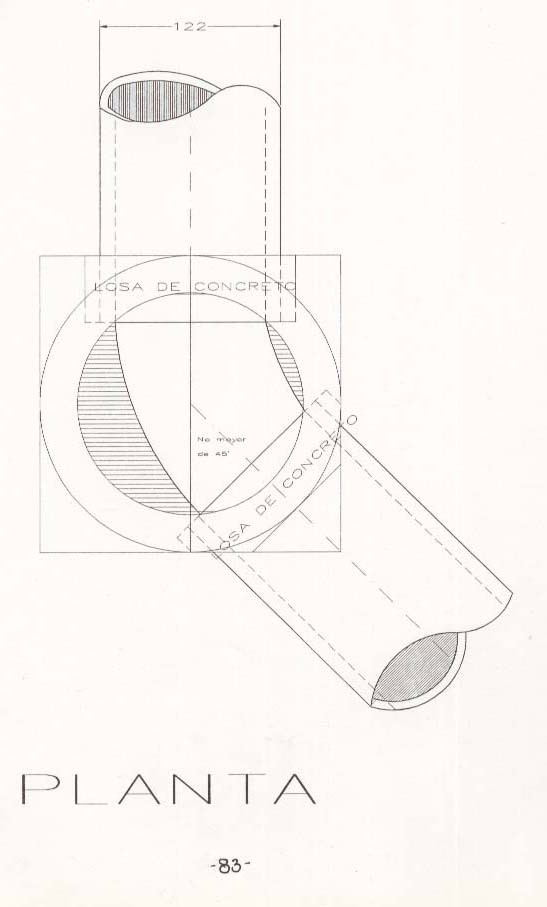 122
LOSA DE CONCRETO
No mayor
de 45°
LOSA DE CONCRETO
PLANTA
-83-